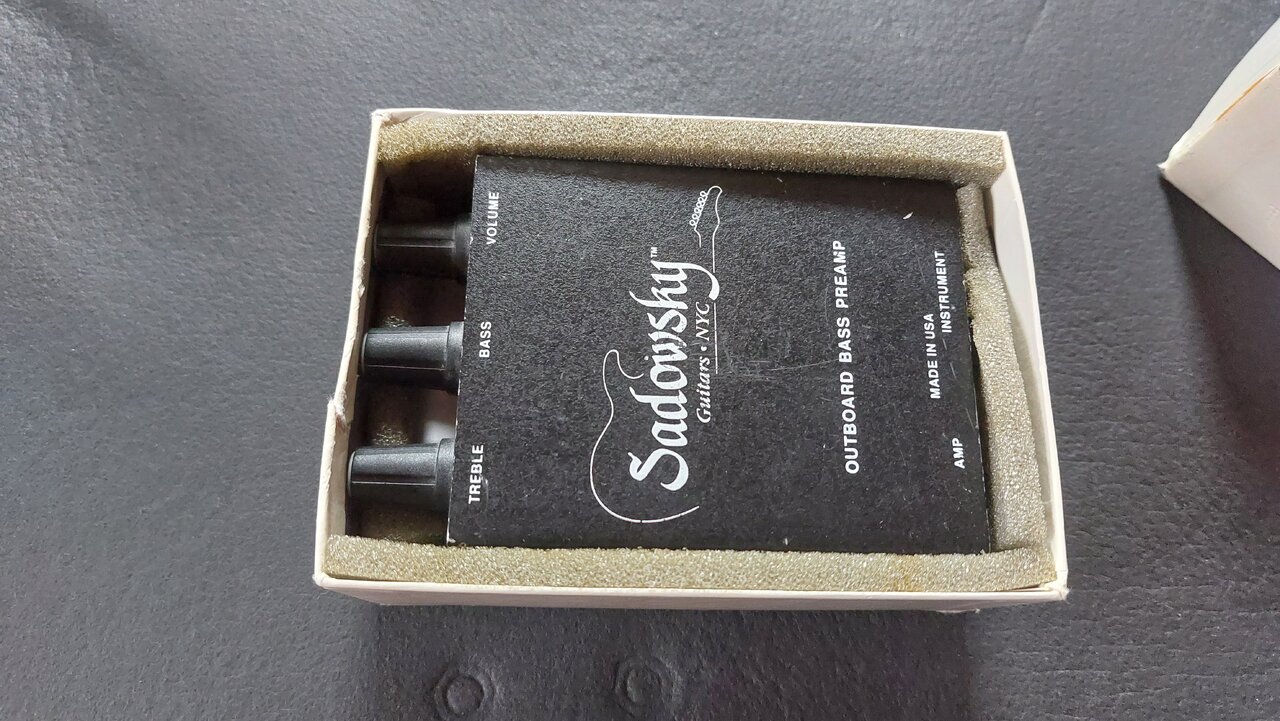 TREBLE BASS VOLUME
Sadowsky™
Guitars • NYC
OUTBOARD BASS PREAMP
MADE IN USA
AMP INSTRUMENT